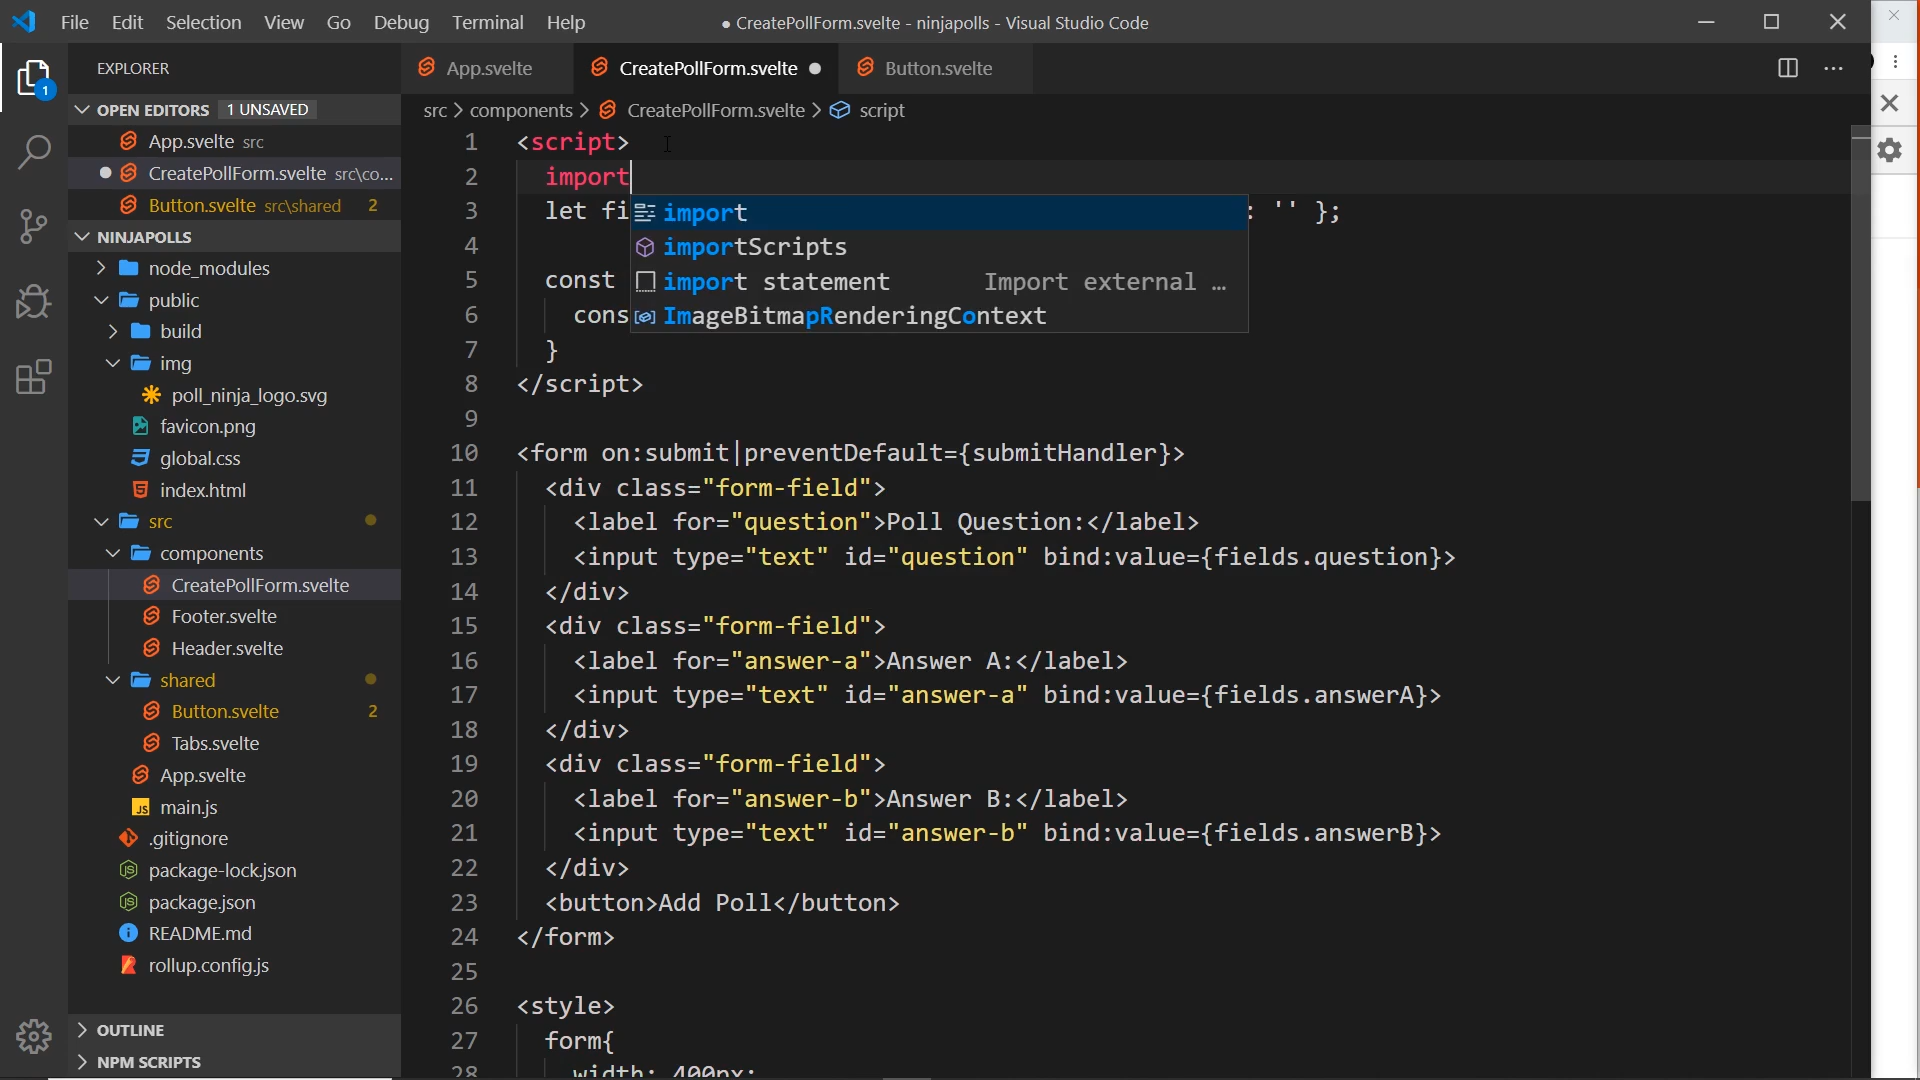 File Edit Selection View Go Debug Terminal Help
● CreatePollForm.svelte - ninjapolls - Visual Studio Code
EXPLORER
OPEN EDITORS 1 UNSAVED
App.svelte src
CreatePollForm.svelte src\co...
Button.svelte src\shared 2
NINJAPOLLS
node_modules
public
build
img
poll_ninja_logo.svg
favicon.png
global.css
index.html
src
components
CreatePollForm.svelte
Footer.svelte
Header.svelte
shared
Button.svelte 2
Tabs.svelte
App.svelte
JS main.js
.gitignore
package-lock.json
package.json
README.md
rollup.config.js
OUTLINE
NPM SCRIPTS
1
App.svelte CreatePollForm.svelte Button.svelte
src > components > CreatePollForm.svelte > script
1 <script>
2 import
3 let fi : '' };
4
5 const
6 cons
7 }
8 </script>
9
10 <form on:submit|preventDefault={submitHandler}>
11 <div class="form-field">
12 <label for="question">Poll Question:</label>
13 <input type="text" id="question" bind:value={fields.question}>
14 </div>
15 <div class="form-field">
16 <label for="answer-a">Answer A:</label>
17 <input type="text" id="answer-a" bind:value={fields.answerA}>
18 </div>
19 <div class="form-field">
20 <label for="answer-b">Answer B:</label>
21 <input type="text" id="answer-b" bind:value={fields.answerB}>
22 </div>
23 <button>Add Poll</button>
24 </form>
25
26 <style>
27 form{
28 width: 400px;
import
importScripts
import statement Import external ...
ImageBitmapRenderingContext